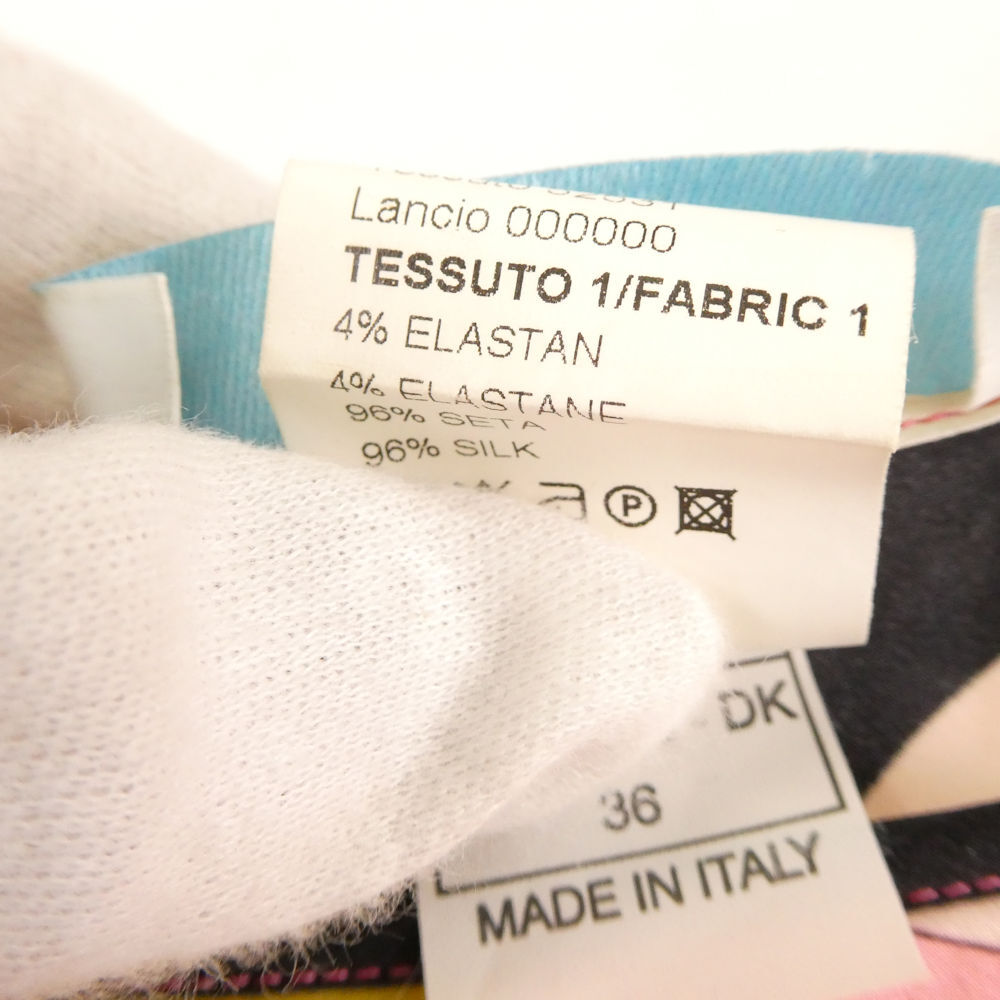 Lancio 000000
TESSUTO 1/FABRIC 1
4% ELASTAN
4% ELASTANE
96% SETA
96% SILK
P
DK
36
MADE IN ITALY